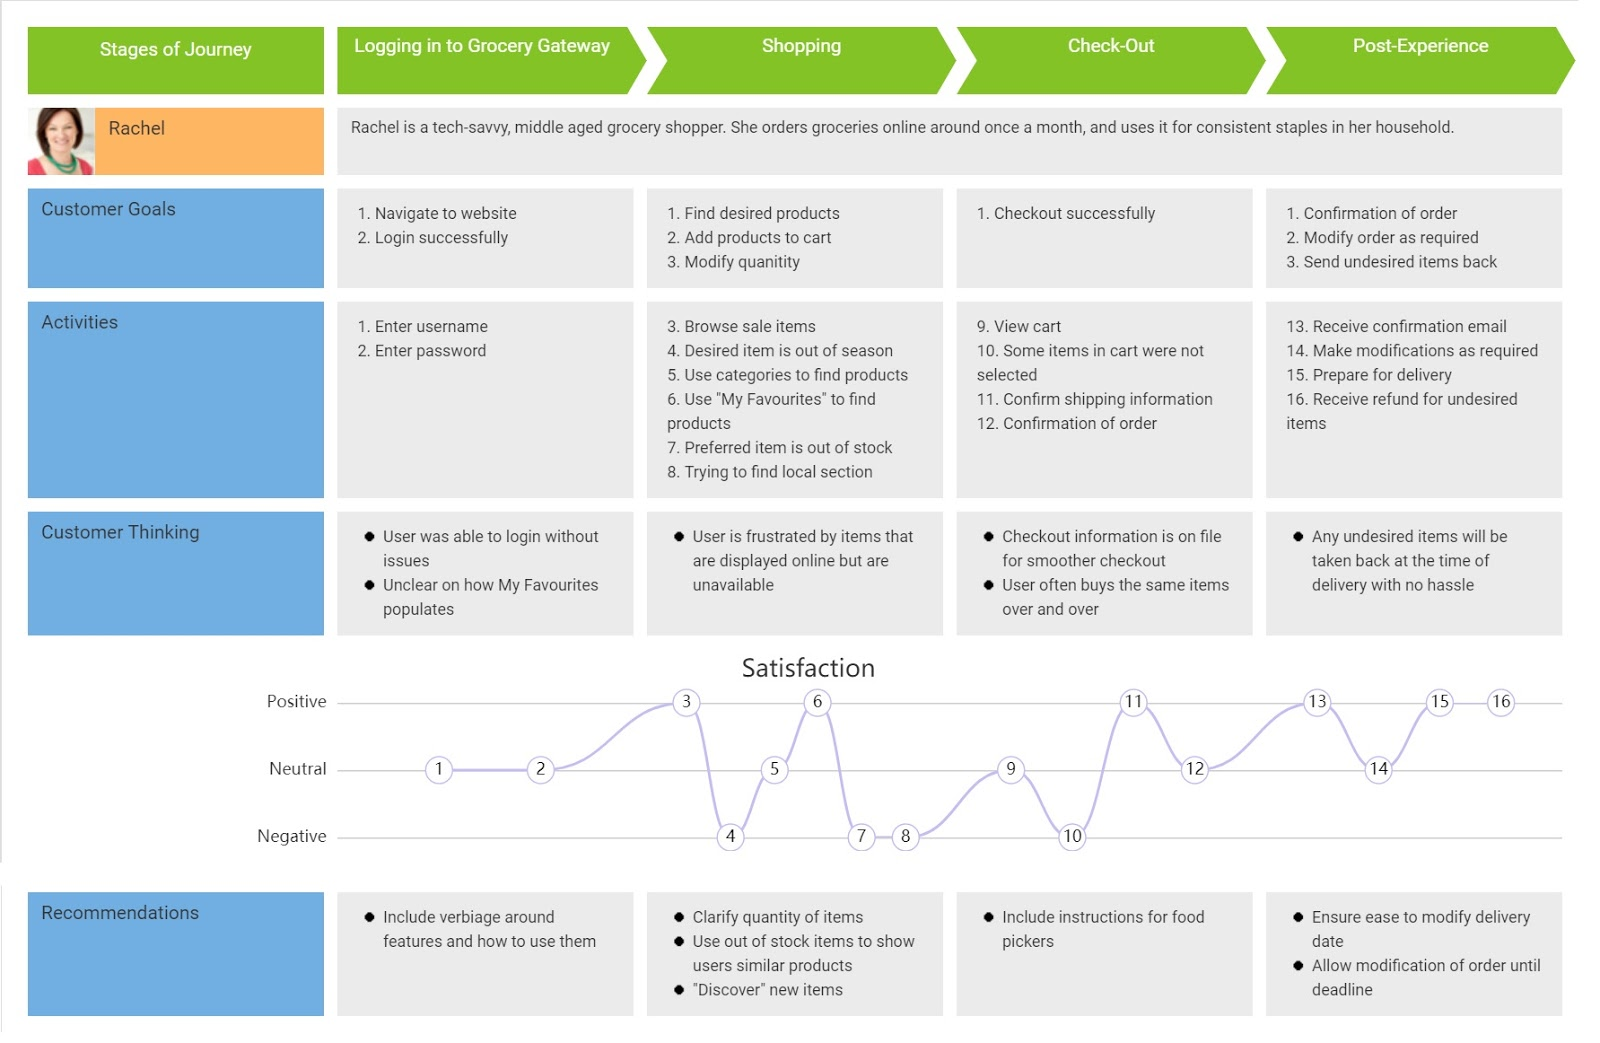 Stages of Journey
Logging in to Grocery Gateway
Shopping
Check-Out
Post-Experience
Rachel
Rachel is a tech-savvy, middle aged grocery shopper. She orders groceries online around once a month, and uses it for consistent staples in her household.
Customer Goals
1. Navigate to website
2. Login successfully
1. Find desired products
2. Add products to cart
3. Modify quanitity
1. Checkout successfully
1. Confirmation of order
2. Modify order as required
3. Send undesired items back
Activities
1. Enter username
2. Enter password
3. Browse sale items
4. Desired item is out of season
5. Use categories to find products
6. Use "My Favourites" to find
products
7. Preferred item is out of stock
8. Trying to find local section
9. View cart
10. Some items in cart were not
selected
11. Confirm shipping information
12. Confirmation of order
13. Receive confirmation email
14. Make modifications as required
15. Prepare for delivery
16. Receive refund for undesired
items
Customer Thinking
● User was able to login without
issues
● Unclear on how My Favourites
populates
● User is frustrated by items that
are displayed online but are
unavailable
● Checkout information is on file
for smoother checkout
● User often buys the same items
over and over
● Any undesired items will be
taken back at the time of
delivery with no hassle
Satisfaction
Positive
3
6
11
13
15
16
Neutral
1
2
5
9
12
14
Negative
4
7
8
10
Recommendations
● Include verbiage around
features and how to use them
● Clarify quantity of items
● Use out of stock items to show
users similar products
● "Discover" new items
● Include instructions for food
pickers
● Ensure ease to modify delivery
date
● Allow modification of order until
deadline